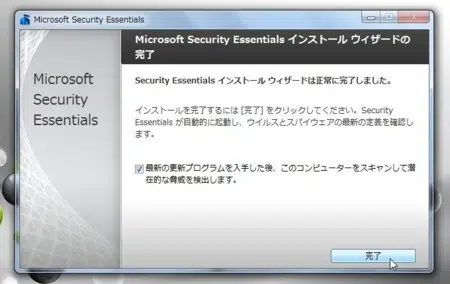 Microsoft Security Essentials
Microsoft Security Essentials インストール ウィザードの
完了
Microsoft
Security
Essentials
Security Essentials インストール ウィザードは正常に完了しました。
インストールを完了するには [完了] をクリックしてください。Security
Essentials が自動的に起動し、ウイルスとスパイウェアの最新の定義を確認し
ます。
最新の更新プログラムを入手した後、このコンピューターをスキャンして潜
在的な脅威を検出します。
完了